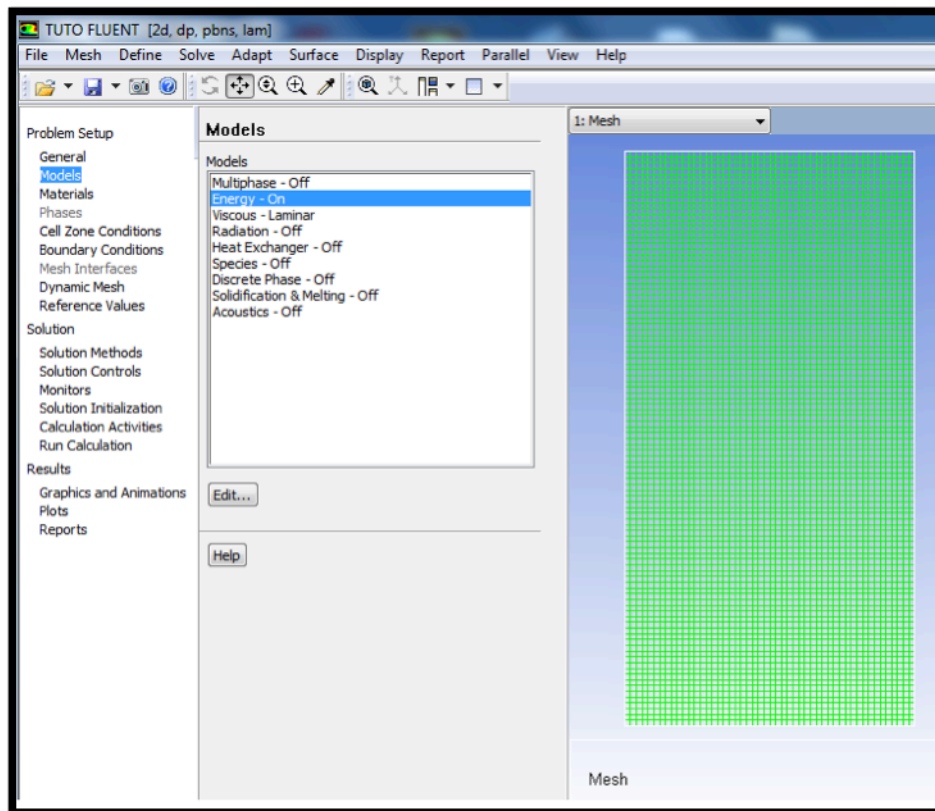 TUTO FLUENT [2d, dp, pbns, lam]
File Mesh Define Solve Adapt Surface Display Report Parallel View Help
Problem Setup
General
Models
Materials
Phases
Cell Zone Conditions
Boundary Conditions
Mesh Interfaces
Dynamic Mesh
Reference Values
Solution
Solution Methods
Solution Controls
Monitors
Solution Initialization
Calculation Activities
Run Calculation
Results
Graphics and Animations
Plots
Reports
Models
Models
Multiphase - Off
Energy - On
Viscous - Laminar
Radiation - Off
Heat Exchanger - Off
Species - Off
Discrete Phase - Off
Solidification & Melting - Off
Acoustics - Off
Edit...
Help
1: Mesh
Mesh